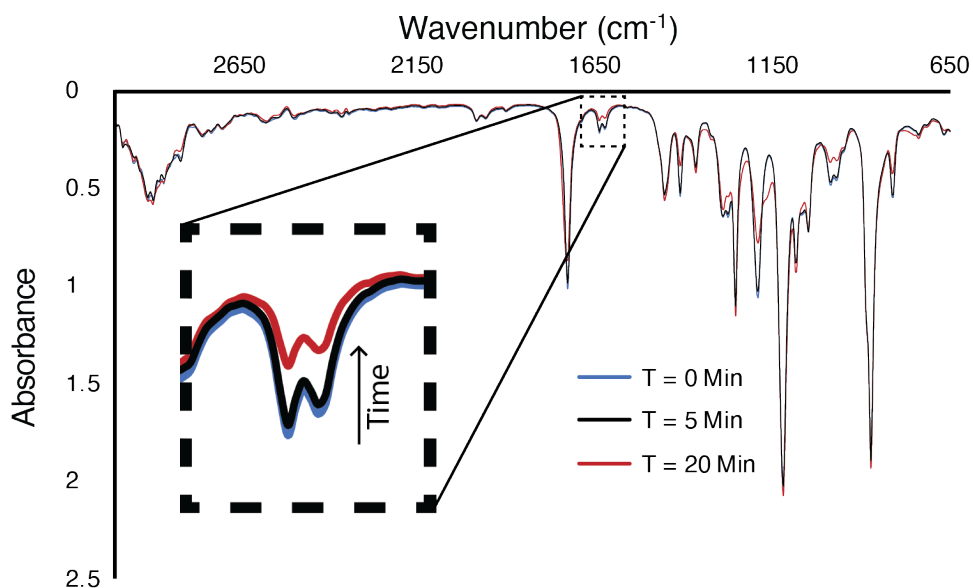 Wavenumber (cm-1)
2650 2150 1650 1150 650
0
0.5
1
1.5
2
2.5
Absorbance
Time
T = 0 Min
T = 5 Min
T = 20 Min